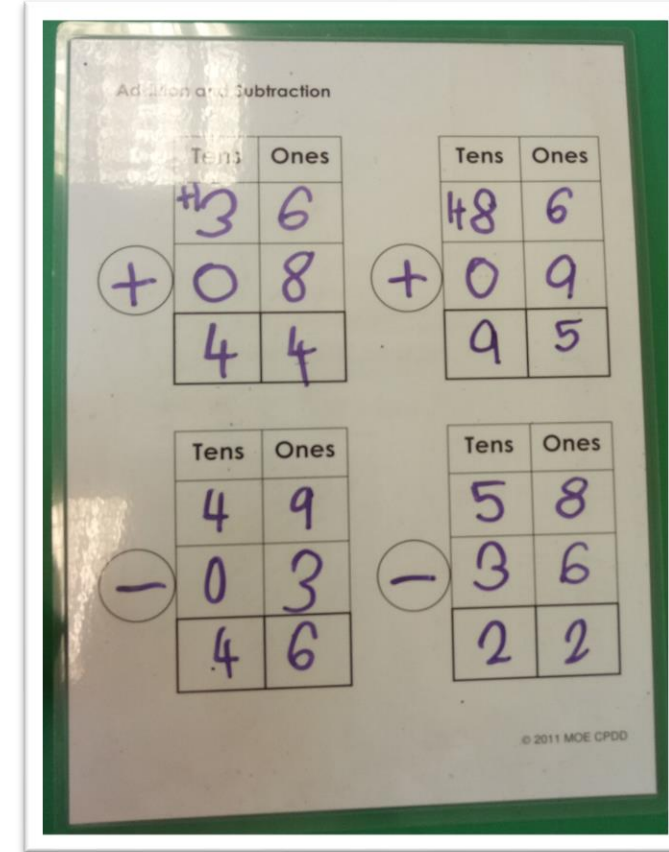 Addition and Subtraction
Tens Ones
+1 3 6
+ 0 8
4 4
Tens Ones
+1 8 6
+ 0 9
9 5
Tens Ones
4 9
- 0 3
4 6
Tens Ones
5 8
- 3 6
2 2
© 2011 MOE CPDD